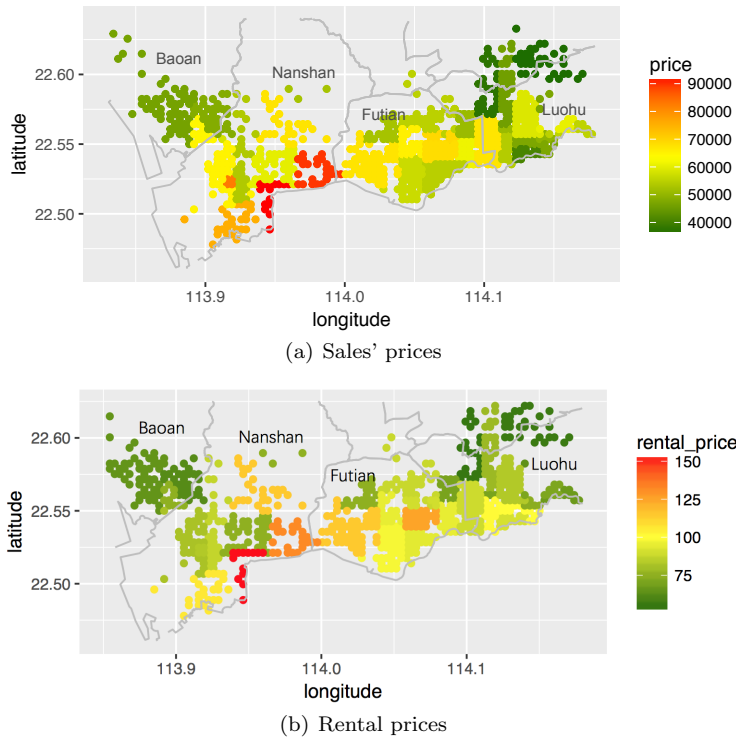 Baoan
Nanshan
Futian
Luohu
22.60
22.55
22.50
latitude
113.9
114.0
114.1
longitude
price
90000
80000
70000
60000
50000
40000
(a) Sales' prices
Baoan
Nanshan
Futian
Luohu
22.60
22.55
22.50
latitude
113.9
114.0
114.1
longitude
rental_price
150
125
100
75
(b) Rental prices